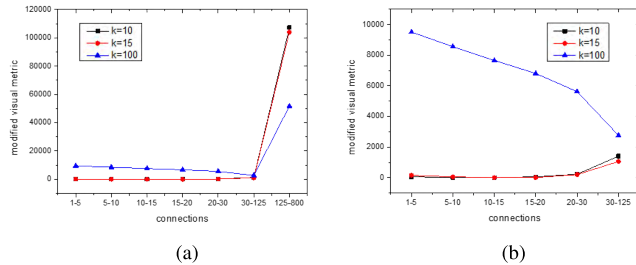 120000
100000
80000
60000
40000
20000
0
modified visual metric
k=10
k=15
k=100
1-5 5-10 10-15 15-20 20-30 30-125 125-800
connections
(a)
10000
8000
6000
4000
2000
0
modified visual metric
k=10
k=15
k=100
1-5 5-10 10-15 15-20 20-30 30-125
connections
(b)